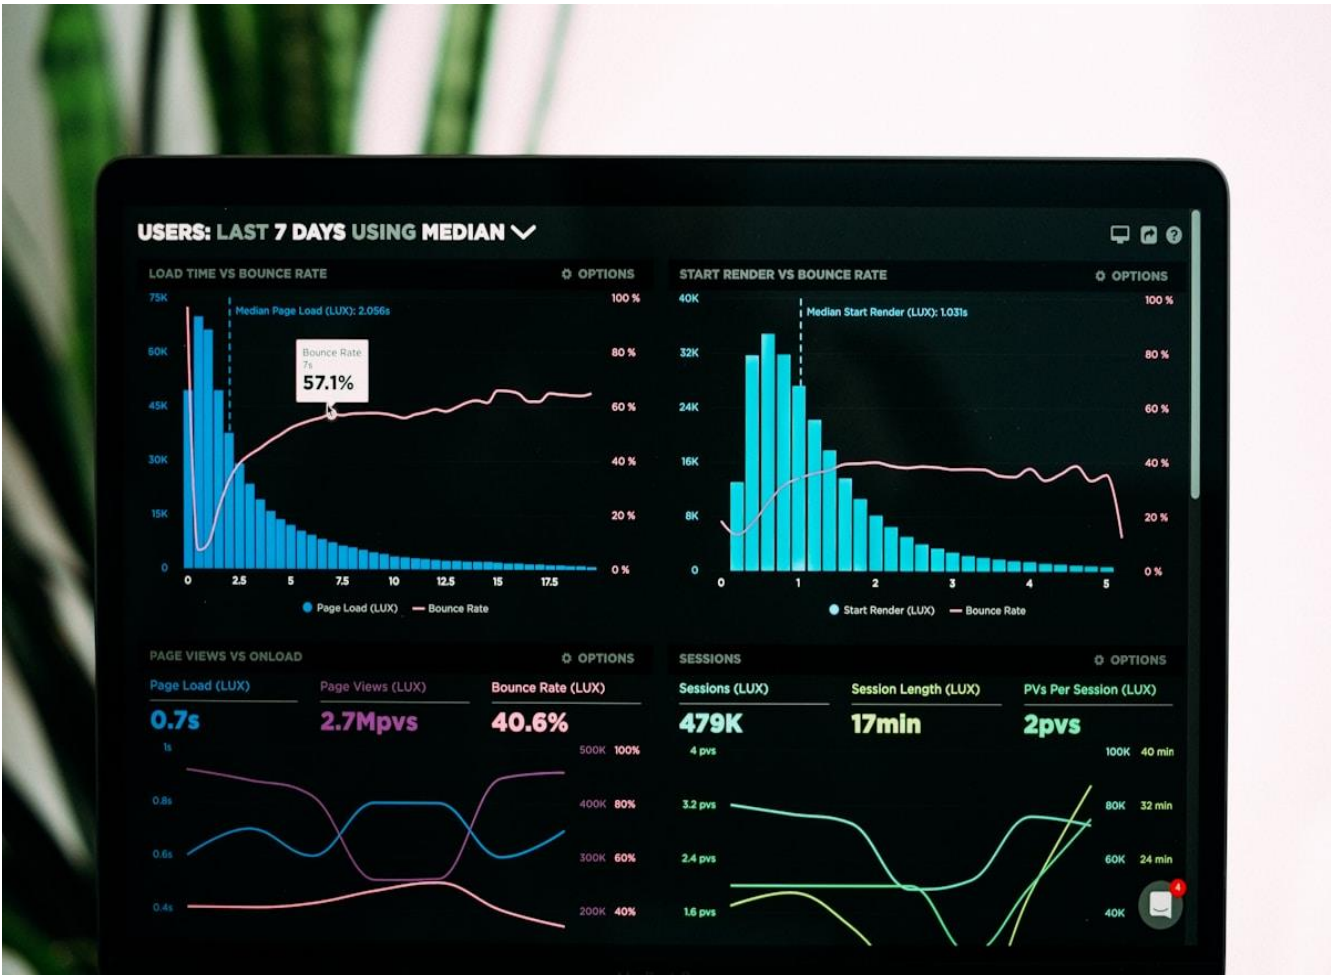 USERS: LAST 7 DAYS USING MEDIAN
LOAD TIME VS BOUNCE RATE
OPTIONS
75K
100 %
Median Page Load (LUX): 2.056s
60K
80 %
Bounce Rate
7s
57.1%
45K
60 %
30K
40 %
15K
20 %
0
0 %
0 2.5 5 7.5 10 12.5 15 17.5
Page Load (LUX) Bounce Rate
START RENDER VS BOUNCE RATE
OPTIONS
40K
100 %
Median Start Render (LUX): 1.031s
32K
80 %
24K
60 %
16K
40 %
8K
20 %
0
0 %
0 1 2 3 4 5
Start Render (LUX) Bounce Rate
PAGE VIEWS VS ONLOAD
OPTIONS
Page Load (LUX) Page Views (LUX) Bounce Rate (LUX)
0.7s 2.7Mpvs 40.6%
1s 500K 100%
0.8s 400K 80%
0.6s 300K 60%
0.4s 200K 40%
SESSIONS
OPTIONS
Sessions (LUX) Session Length (LUX) PVs Per Session (LUX)
479K 17min 2pvs
4 pvs 100K 40 min
3.2 pvs 80K 32 min
2.4 pvs 60K 24 min
1.6 pvs 40K
4